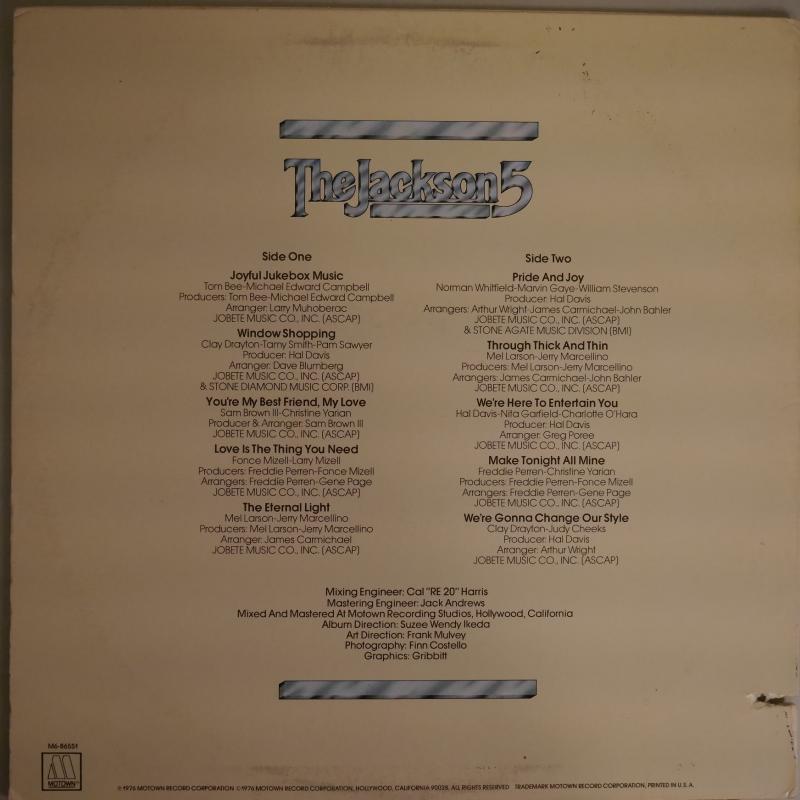 The Jackson 5
Side One
Joyful Jukebox Music
Tom Bee-Michael Edward Campbell
Producers: Tom Bee-Michael Edward Campbell
Arranger: Larry Muhoberac
JOBETE MUSIC CO., INC. (ASCAP)
Window Shopping
Clay Drayton-Tamy Smith-Pam Sawyer
Producer: Hal Davis
Arranger: Dave Blumberg
JOBETE MUSIC CO., INC. (ASCAP)
& STONE DIAMOND MUSIC CORP. (BMI)
You're My Best Friend, My Love
Sam Brown III-Christine Yarian
Producer & Arranger: Sam Brown III
JOBETE MUSIC CO., INC. (ASCAP)
Love Is The Thing You Need
Fonce Mizell-Larry Mizell
Producers: Freddie Perren-Fonce Mizell
Arrangers: Freddie Perren-Gene Page
JOBETE MUSIC CO., INC. (ASCAP)
The Eternal Light
Mel Larson-Jerry Marcellino
Producers: Mel Larson-Jerry Marcellino
Arranger: James Carmichael
JOBETE MUSIC CO., INC. (ASCAP)
Side Two
Pride And Joy
Norman Whitfield-Marvin Gaye-William Stevenson
Producer: Hal Davis
Arrangers: Arthur Wright-James Carmichael-John Bahler
JOBETE MUSIC CO., INC. (ASCAP)
& STONE AGATE MUSIC DIVISION (BMI)
Through Thick And Thin
Mel Larson-Jerry Marcellino
Producers: Mel Larson-Jerry Marcellino
Arrangers: James Carmichael-John Bahler
JOBETE MUSIC CO., INC. (ASCAP)
We're Here To Entertain You
Hal Davis-Nita Garfield-Charlotte O'Hara
Producer: Hal Davis
Arranger: Greg Poree
JOBETE MUSIC CO., INC. (ASCAP)
Make Tonight All Mine
Freddie Perren-Christine Yarian
Producers: Freddie Perren-Fonce Mizell
Arrangers: Freddie Perren-Gene Page
JOBETE MUSIC CO., INC. (ASCAP)
We're Gonna Change Our Style
Clay Drayton-Judy Cheeks
Producer: Hal Davis
Arranger: Arthur Wright
JOBETE MUSIC CO., INC. (ASCAP)
Mixing Engineer: Cal "RE 20" Harris
Mastering Engineer: Jack Andrews
Mixed And Mastered At Motown Recording Studios, Hollywood, California
Album Direction: Suzee Wendy Ikeda
Art Direction: Frank Mulvey
Photography: Finn Costello
Graphics: Gribbitt
M6-865S1
MOTOWN
℗ 1976 MOTOWN RECORD CORPORATION © 1976 MOTOWN RECORD CORPORATION, HOLLYWOOD, CALIFORNIA 90028. ALL RIGHTS RESERVED TRADEMARK MOTOWN RECORD CORPORATION, PRINTED IN U.S.A.